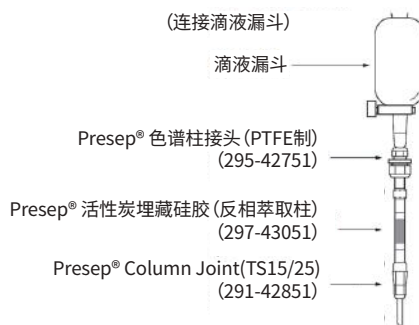 (连接滴液漏斗)
滴液漏斗
Presep® 色谱柱接头(PTFE制)
(295-42751)
Presep® 活性炭埋藏硅胶(反相萃取柱)
(297-43051)
Presep® Column Joint(TS15/25)
(291-42851)